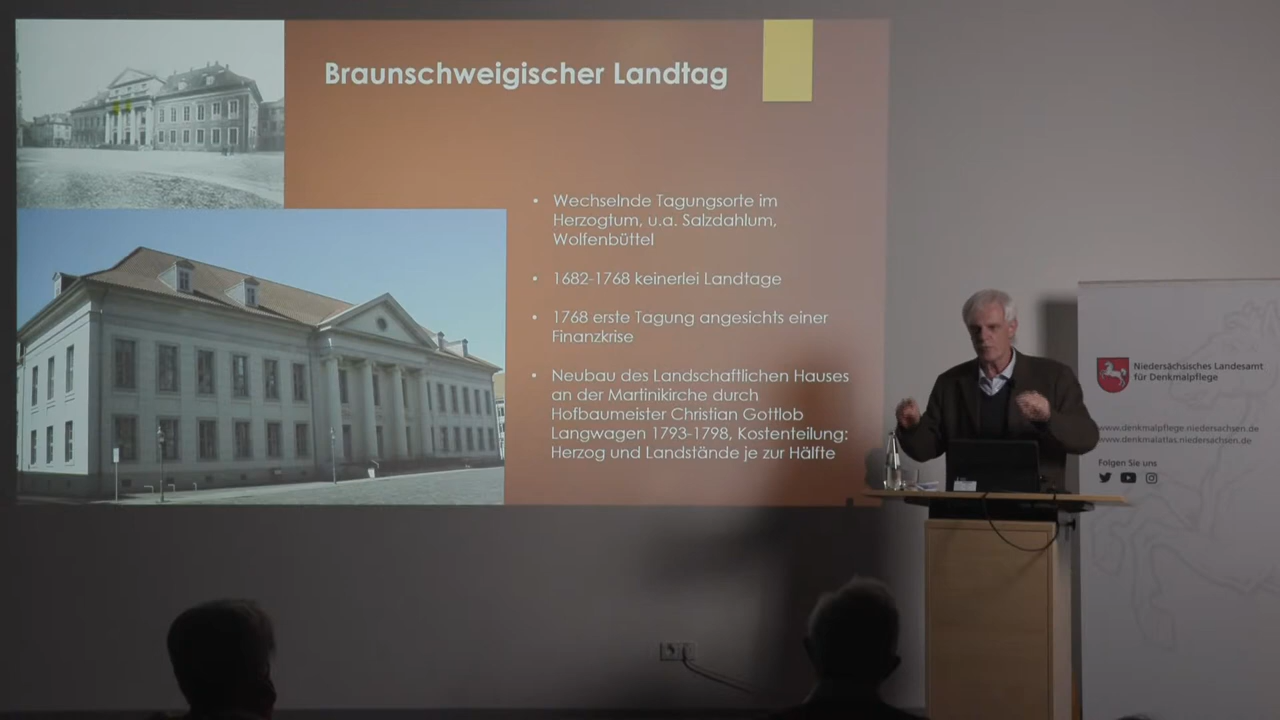 Braunschweigischer Landtag
• Wechselnde Tagungsorte im
Herzogtum, u.a. Salzdahlum,
Wolfenbüttel
• 1682-1768 keinerlei Landtage
• 1768 erste Tagung angesichts einer
Finanzkrise
• Neubau des Landschaftlichen Hauses
an der Martinikirche durch
Hofbaumeister Christian Gottlob
Langwagen 1793-1798, Kostenteilung:
Herzog und Landstände je zur Hälfte
Niedersächsisches Landesamt
für Denkmalpflege
www.denkmalpflege.niedersachsen.de
www.denkmalatlas.niedersachsen.de
Folgen Sie uns